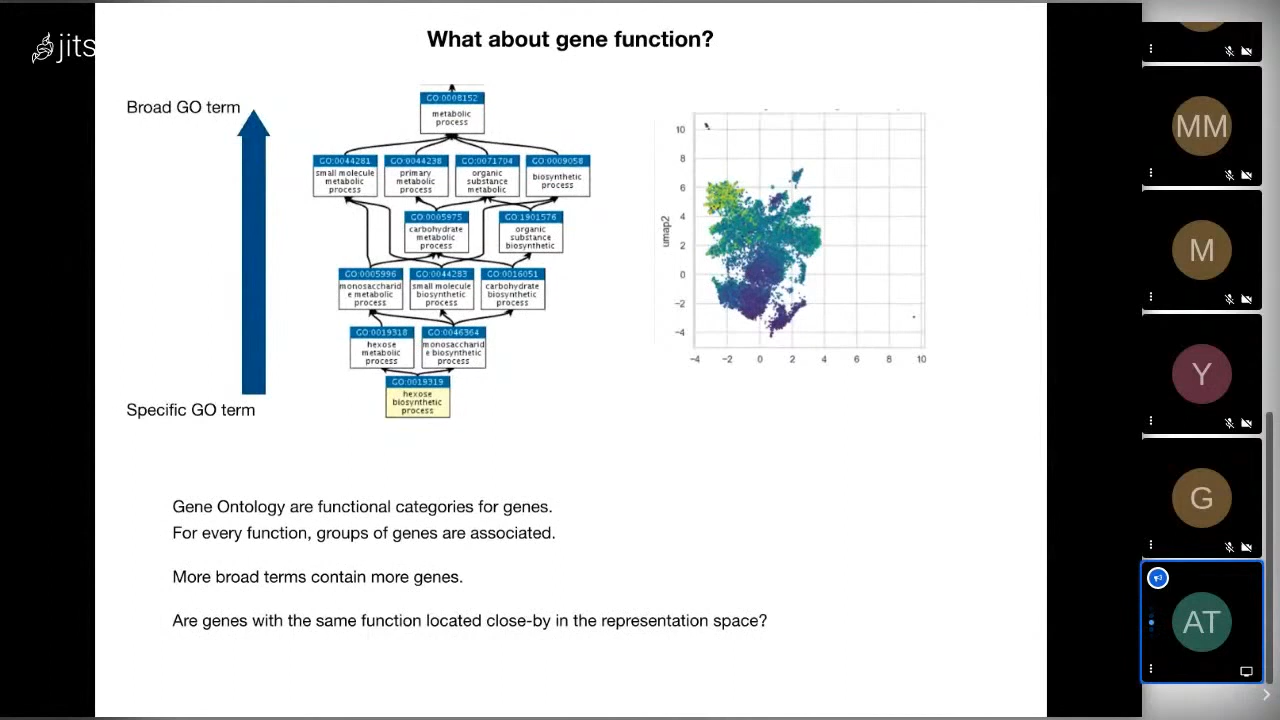 What about gene function?
jits
Broad GO term
GO:0008152
metabolic
process
GO:0044281
small molecule
metabolic
process
GO:0044238
primary
metabolic
process
GO:0071704
organic
substance
metabolic
GO:0009058
biosynthetic
process
GO:0005975
carbohydrate
metabolic
process
GO:1901576
organic
substance
biosynthetic
GO:0005996
monosaccharid
e metabolic
process
GO:0044283
small molecule
biosynthetic
process
GO:0016051
carbohydrate
biosynthetic
process
GO:0019318
hexose
metabolic
process
GO:0046364
monosaccharid
e biosynthetic
process
GO:0019319
hexose
biosynthetic
process
Specific GO term
10
8
6
4
2
0
−2
−4
umap2
−4 −2 0 2 4 6 8 10
Gene Ontology are functional categories for genes.
For every function, groups of genes are associated.
More broad terms contain more genes.
Are genes with the same function located close-by in the representation space?
MM
M
Y
G
AT